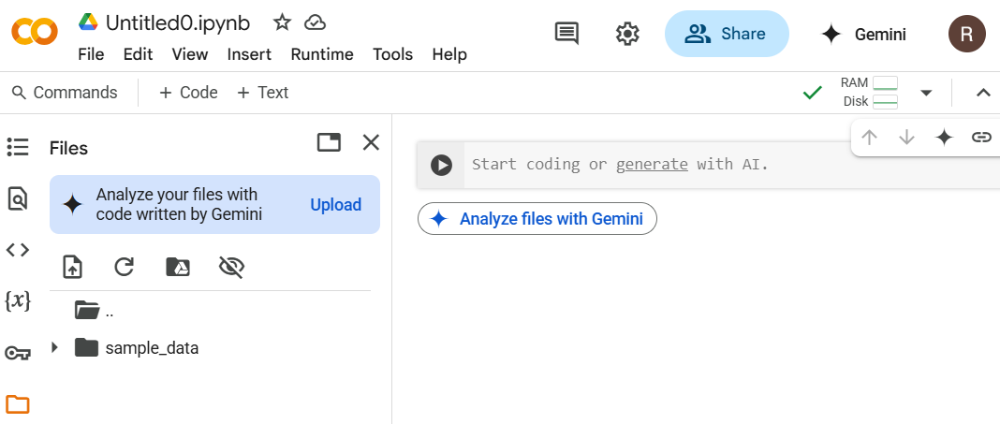 Untitled0.ipynb
File Edit View Insert Runtime Tools Help
Share
Gemini
R
Commands + Code + Text
RAM
Disk
Files
Analyze your files with
code written by Gemini
Upload
{x}
..
sample_data
Start coding or generate with AI.
Analyze files with Gemini